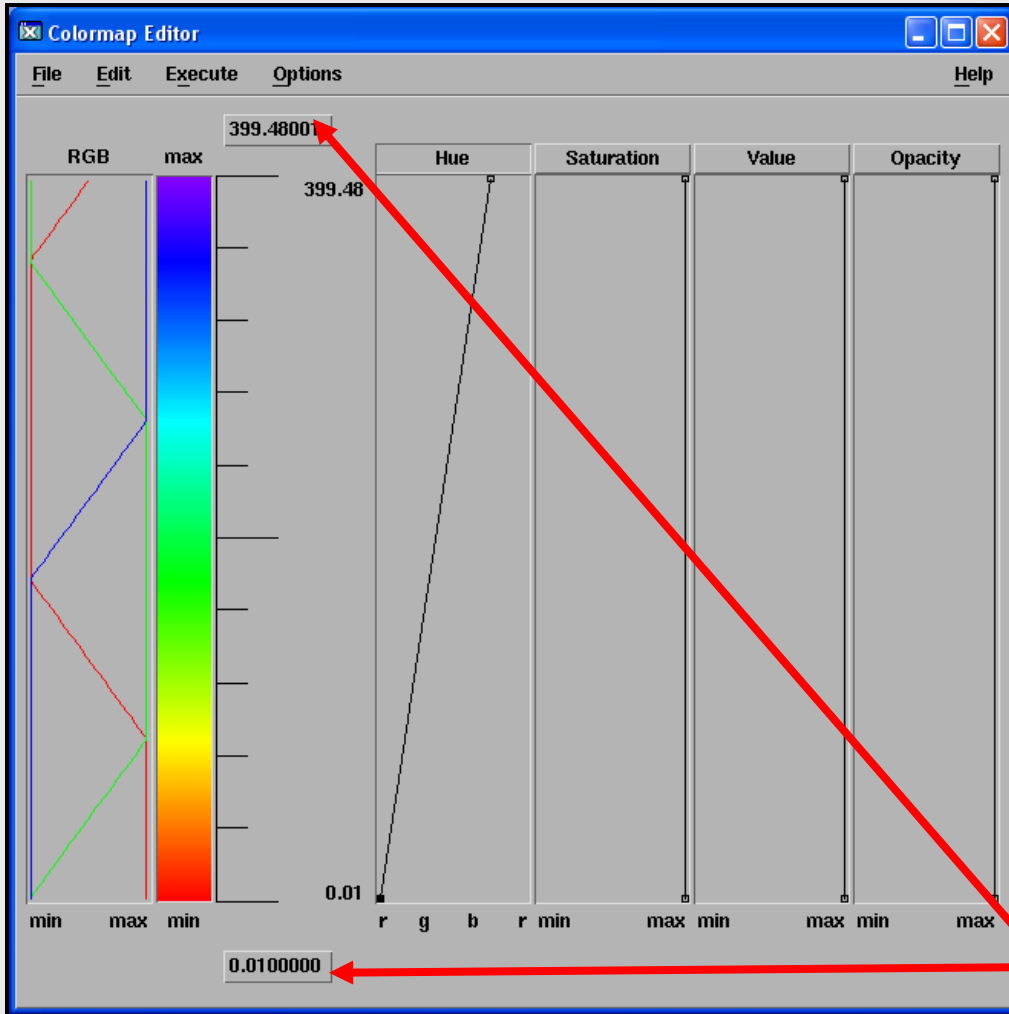 Colormap Editor
File Edit Execute Options Help
399.48001
RGB max Hue Saturation Value Opacity
399.48
0.01
min max min r g b r min max min max min max
0.0100000